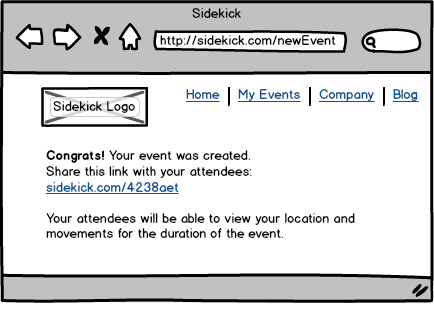 Sidekick
http://sidekick.com/newEvent
Sidekick Logo
Home | My Events | Company | Blog
Congrats! Your event was created.
Share this link with your attendees:
sidekick.com/4238aet
Your attendees will be able to view your location and
movements for the duration of the event.